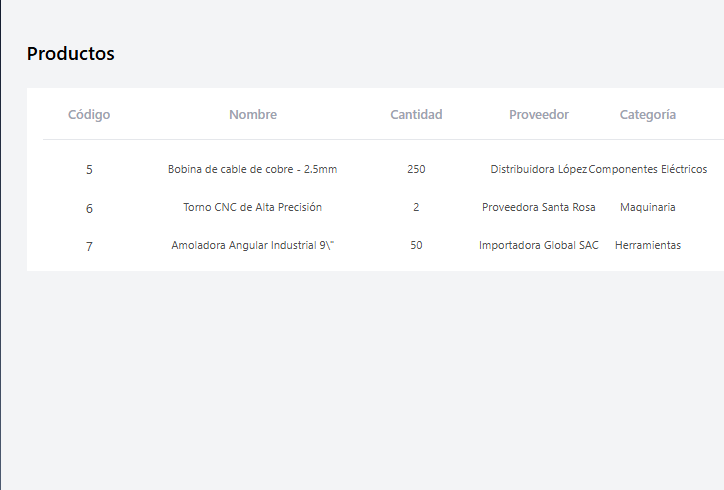 Productos
Código Nombre Cantidad Proveedor Categoría
5 Bobina de cable de cobre - 2.5mm 250 Distribuidora López Componentes Eléctricos
6 Torno CNC de Alta Precisión 2 Proveedora Santa Rosa Maquinaria
7 Amoladora Angular Industrial 9\" 50 Importadora Global SAC Herramientas